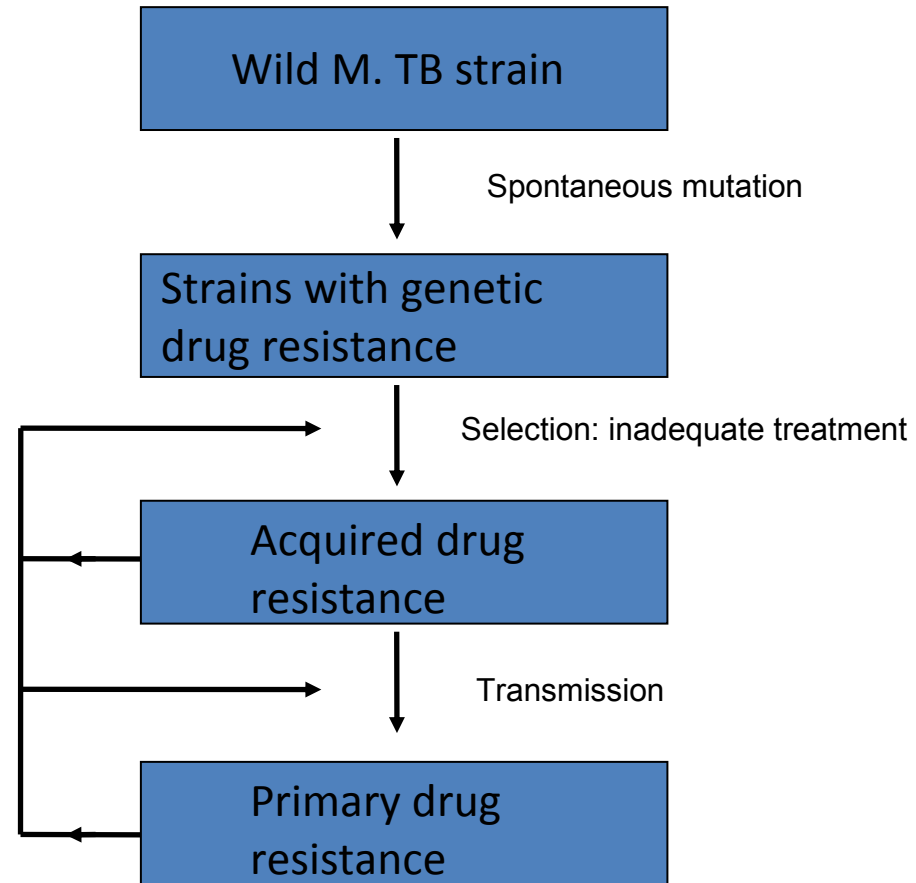 Wild M. TB strain
Spontaneous mutation
Strains with genetic
drug resistance
Selection: inadequate treatment
Acquired drug
resistance
Transmission
Primary drug
resistance